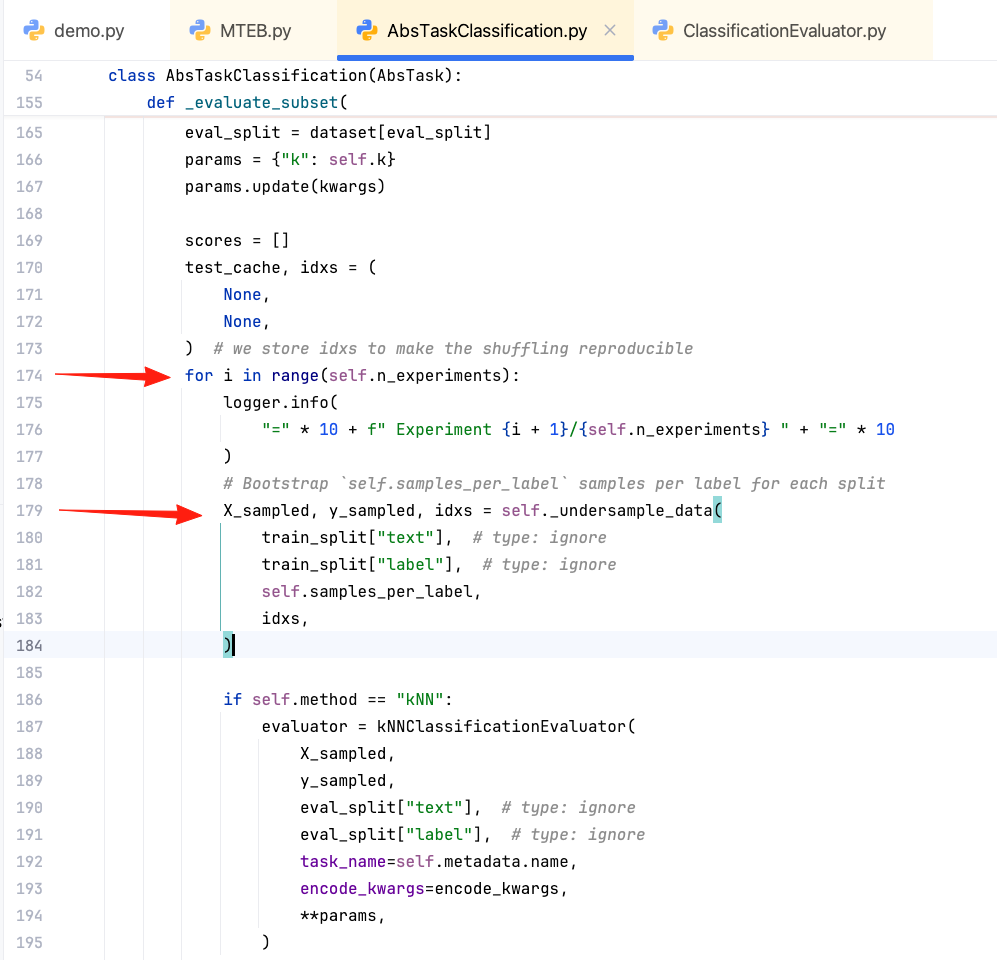 demo.py MTEB.py AbsTaskClassification.py ClassificationEvaluator.py
54 class AbsTaskClassification(AbsTask):
155 def _evaluate_subset(
165 eval_split = dataset[eval_split]
166 params = {"k": self.k}
167 params.update(kwargs)
168
169 scores = []
170 test_cache, idxs = (
171 None,
172 None,
173 )  # we store idxs to make the shuffling reproducible
174 for i in range(self.n_experiments):
175 logger.info(
176 "=" * 10 + f" Experiment {i + 1}/{self.n_experiments} " + "=" * 10
177 )
178 # Bootstrap `self.samples_per_label` samples per label for each split
179 X_sampled, y_sampled, idxs = self._undersample_data(
180 train_split["text"],  # type: ignore
181 train_split["label"],  # type: ignore
182 self.samples_per_label,
183 idxs,
184 )
185
186 if self.method == "kNN":
187 evaluator = kNNClassificationEvaluator(
188 X_sampled,
189 y_sampled,
190 eval_split["text"],  # type: ignore
191 eval_split["label"],  # type: ignore
192 task_name=self.metadata.name,
193 encode_kwargs=encode_kwargs,
194 **params,
195 )